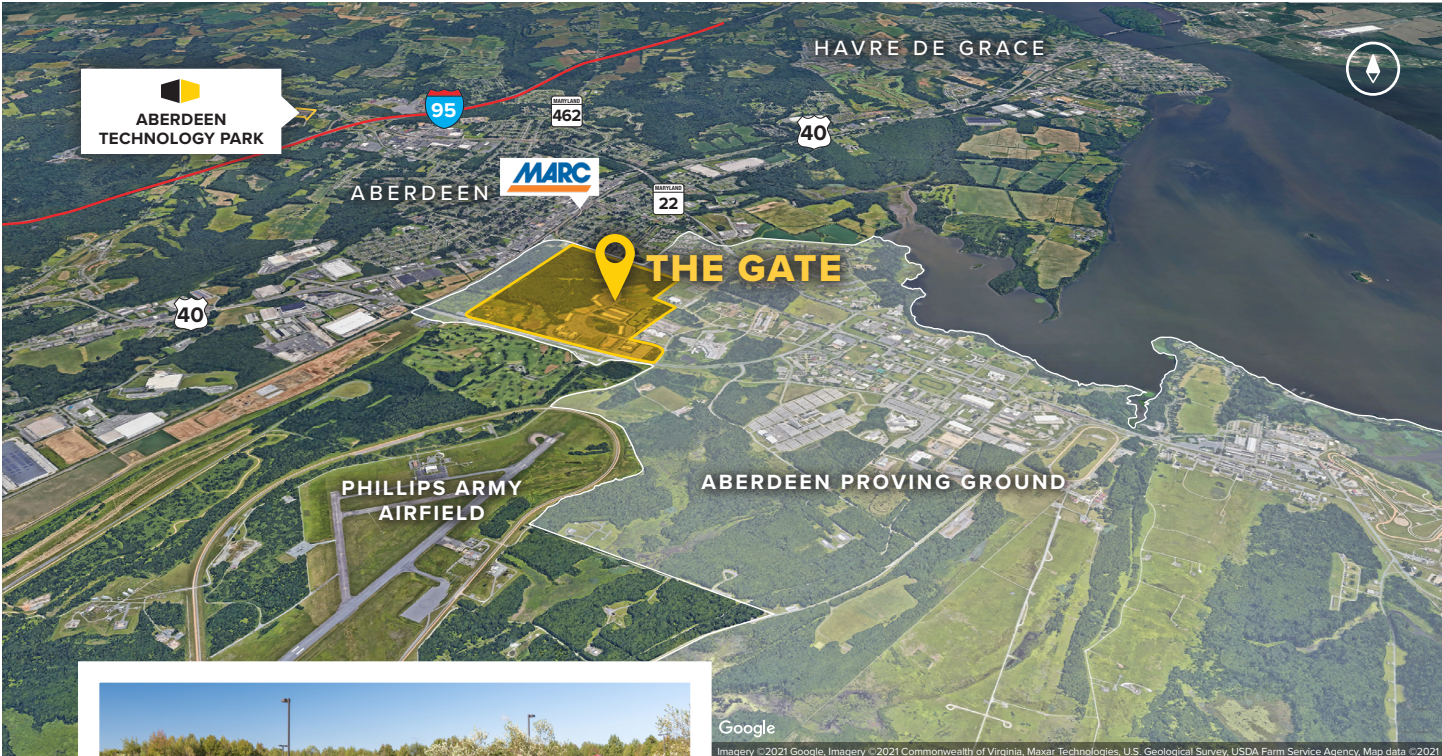 HAVRE DE GRACE
ABERDEEN
TECHNOLOGY PARK
95
MARYLAND
462
40
ABERDEEN
MARC
MARYLAND
22
THE GATE
40
PHILLIPS ARMY
AIRFIELD
ABERDEEN PROVING GROUND
Google
Imagery ©2021 Google, Imagery ©2021 Commonwealth of Virginia, Maxar Technologies, U.S. Geological Survey, USDA Farm Service Agency, Map data ©2021